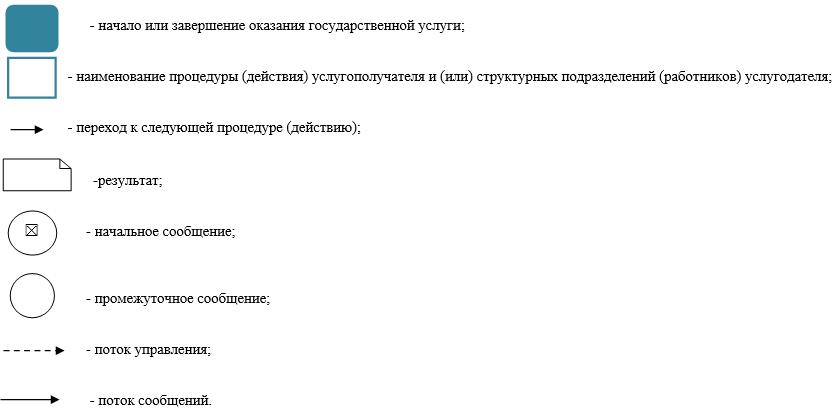 - начало или завершение оказания государственной услуги;
- наименование процедуры (действия) услугополучателя и (или) структурных подразделений (работников) услугодателя;
- переход к следующей процедуре (действию);
-результат;
- начальное сообщение;
- промежуточное сообщение;
- поток управления;
- поток сообщений.